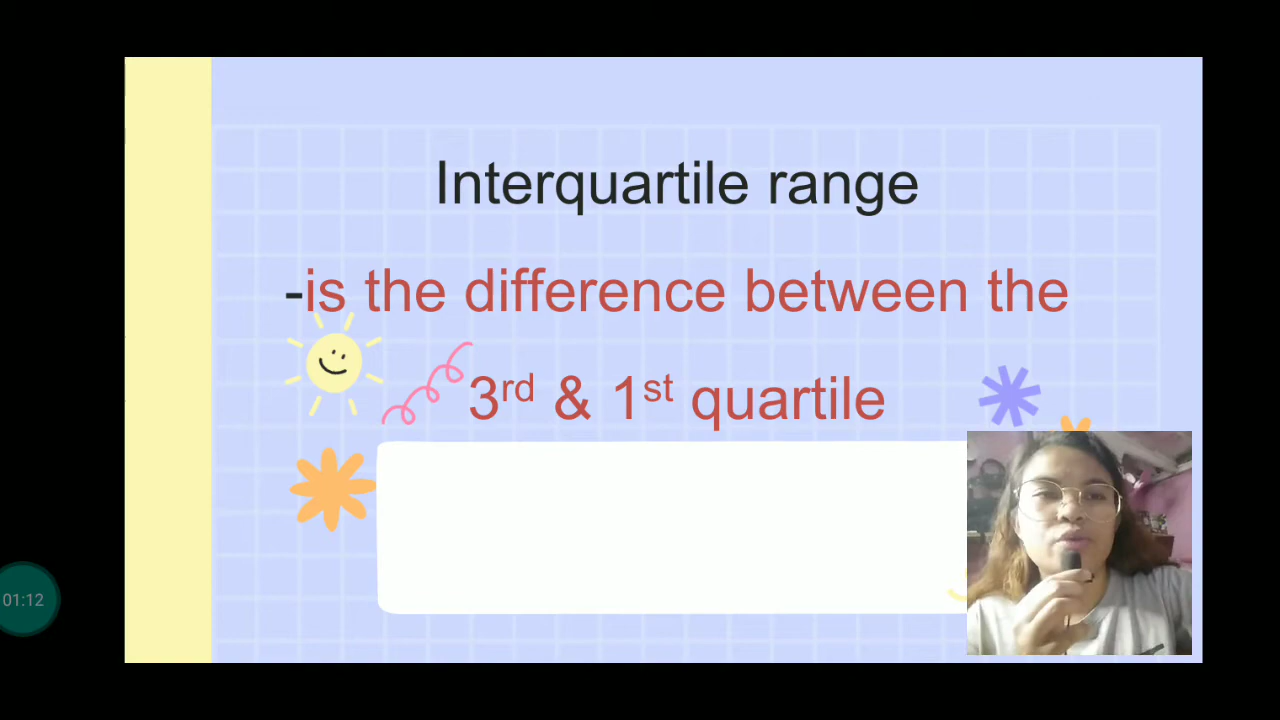 Interquartile range
-is the difference between the
3rd & 1st quartile
01:12